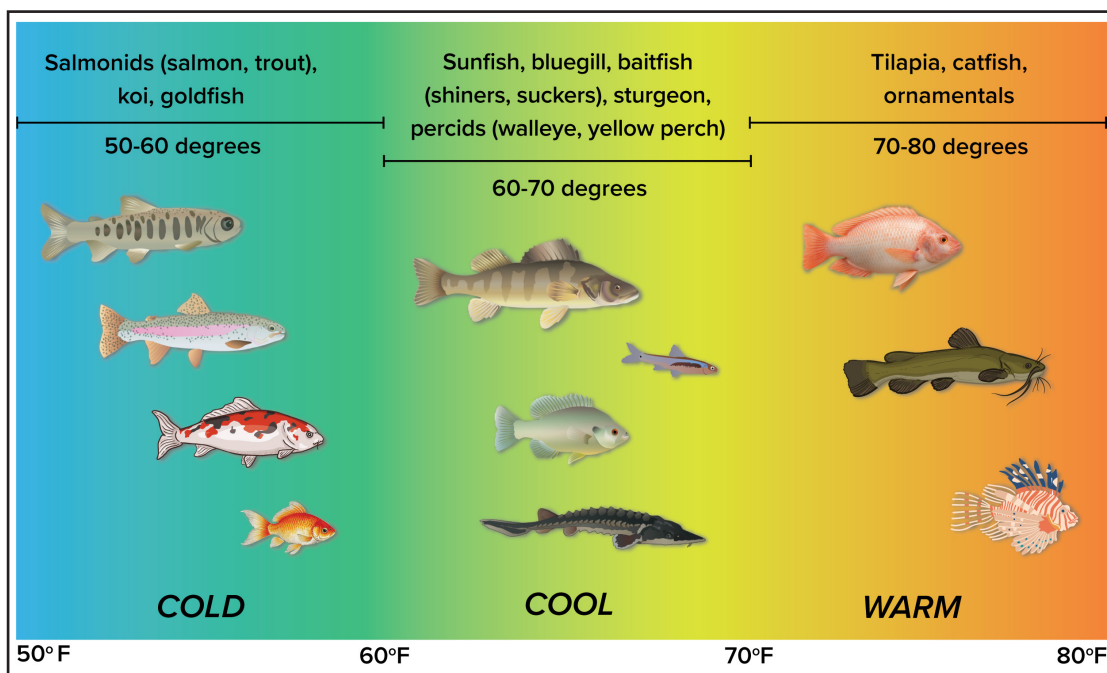 Salmonids (salmon, trout),
koi, goldfish
50-60 degrees
Sunfish, bluegill, baitfish
(shiners, suckers), sturgeon,
percids (walleye, yellow perch)
60-70 degrees
Tilapia, catfish,
ornamentals
70-80 degrees
COLD
COOL
WARM
50°F
60°F
70°F
80°F